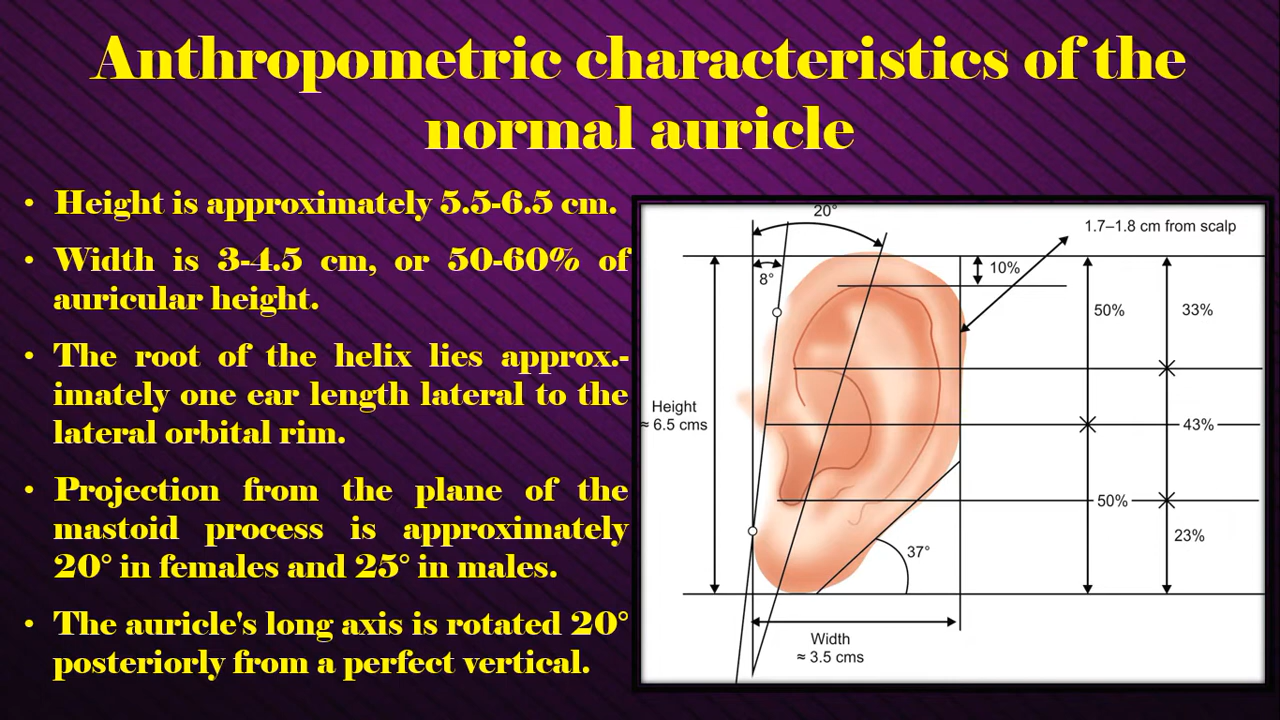 Anthropometric characteristics of the
normal auricle
• Height is approximately 5.5-6.5 cm.
• Width is 3-4.5 cm, or 50-60% of
auricular height.
• The root of the helix lies approx.-
imately one ear length lateral to the
lateral orbital rim.
• Projection from the plane of the
mastoid process is approximately
20° in females and 25° in males.
• The auricle's long axis is rotated 20°
posteriorly from a perfect vertical.
20°
1.7–1.8 cm from scalp
8°
10%
50%
33%
Height
≈ 6.5 cms
43%
50%
23%
37°
Width
≈ 3.5 cms